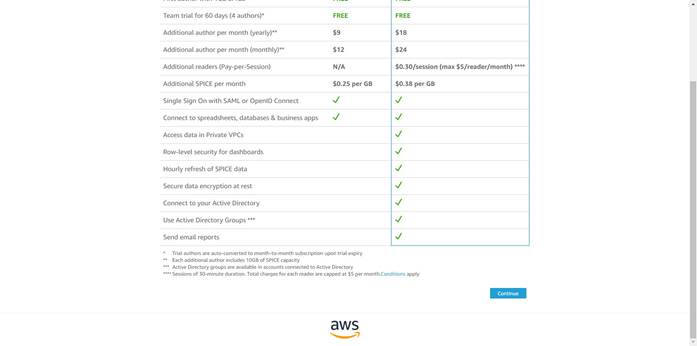 FREE FREE
Team trial for 60 days (4 authors)* FREE FREE
Additional author per month (yearly)** $9 $18
Additional author per month (monthly)** $12 $24
Additional readers (Pay-per-Session) N/A $0.30/session (max $5/reader/month) ****
Additional SPICE per month $0.25 per GB $0.38 per GB
Single Sign On with SAML or OpenID Connect
Connect to spreadsheets, databases & business apps
Access data in Private VPCs
Row-level security for dashboards
Hourly refresh of SPICE data
Secure data encryption at rest
Connect to your Active Directory
Use Active Directory Groups ***
Send email reports
* Trial authors are auto-converted to month-to-month subscription upon trial expiry
** Each additional author includes 10GB of SPICE capacity
*** Active Directory groups are available in accounts connected to Active Directory
**** Sessions of 30-minute duration. Total charges for each reader are capped at $5 per month.Conditions apply
Continue
aws